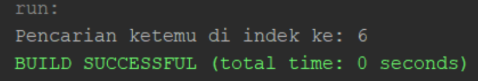 run:
Pencarian ketemu di indek ke: 6
BUILD SUCCESSFUL (total time: 0 seconds)